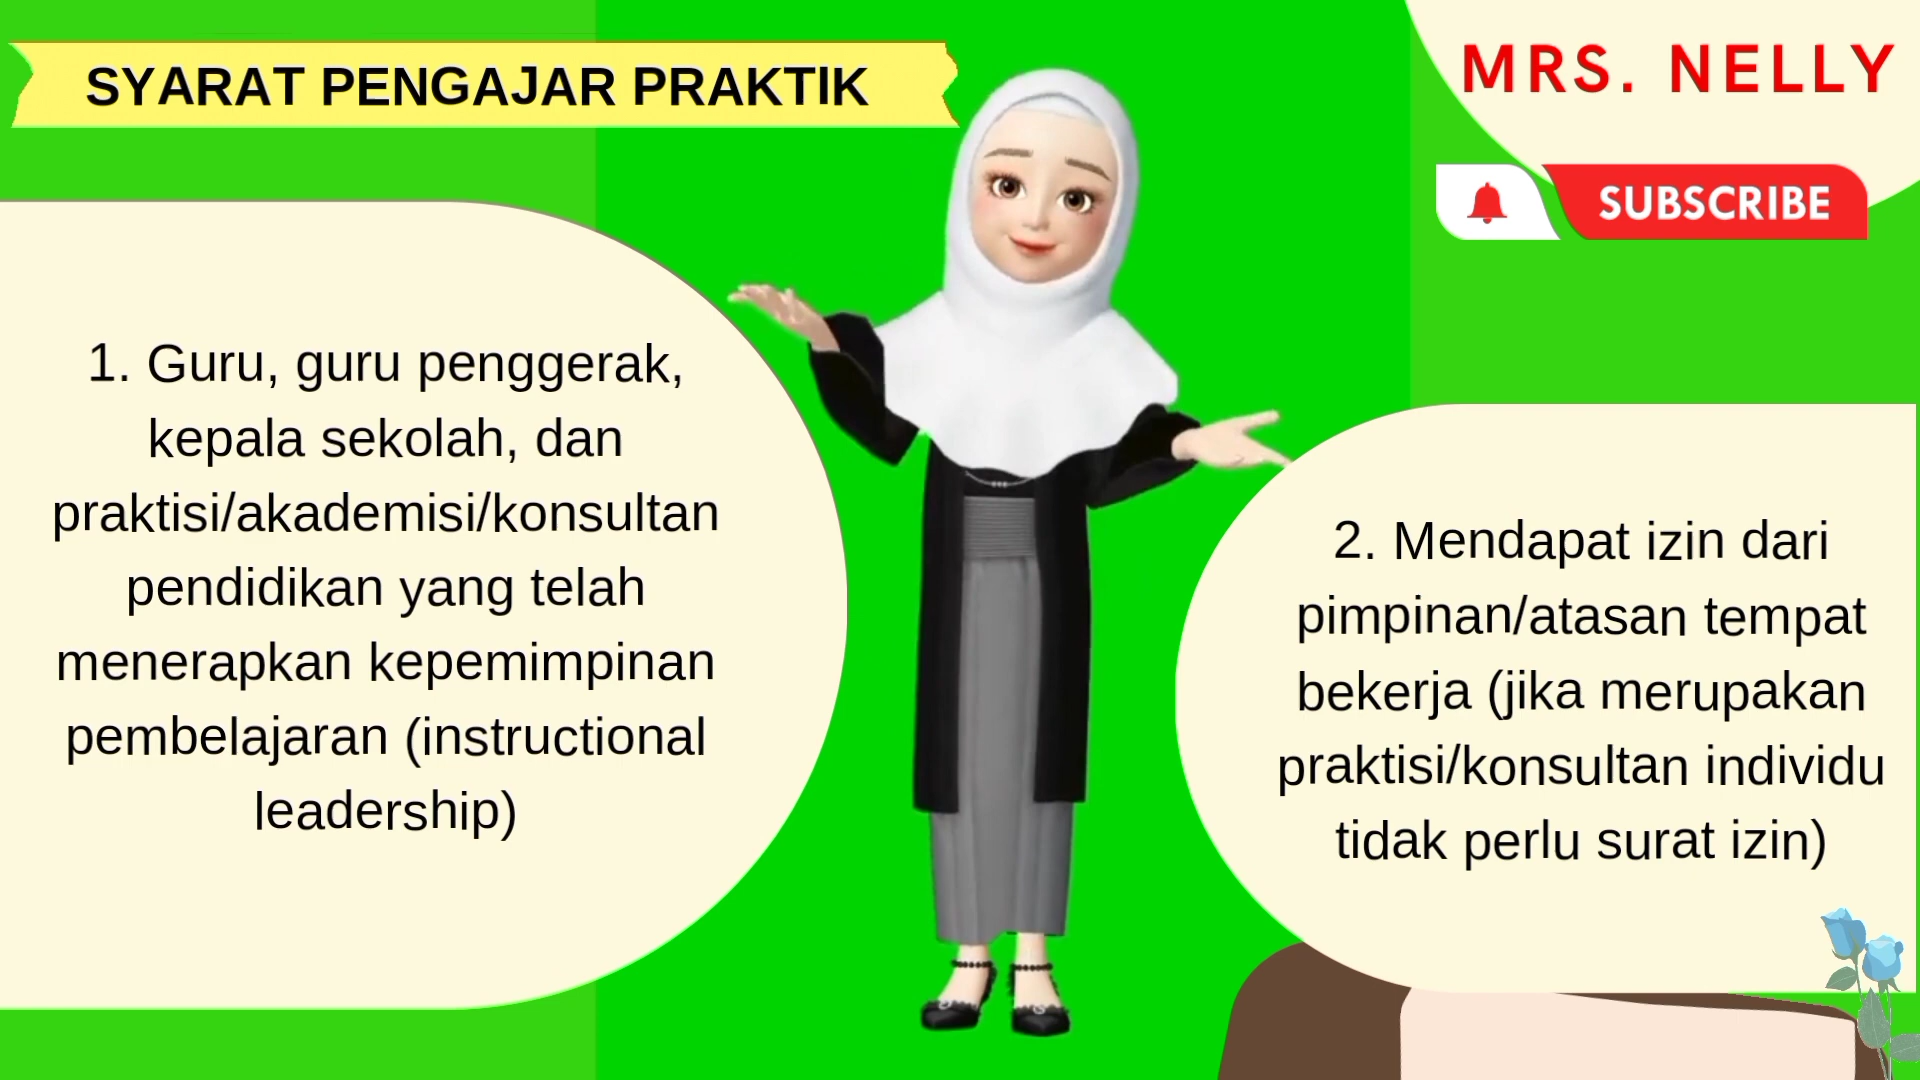 SYARAT PENGAJAR PRAKTIK
MRS. NELLY
SUBSCRIBE
1. Guru, guru penggerak,
kepala sekolah, dan
praktisi/akademisi/konsultan
pendidikan yang telah
menerapkan kepemimpinan
pembelajaran (instructional
leadership)
2. Mendapat izin dari
pimpinan/atasan tempat
bekerja (jika merupakan
praktisi/konsultan individu
tidak perlu surat izin)